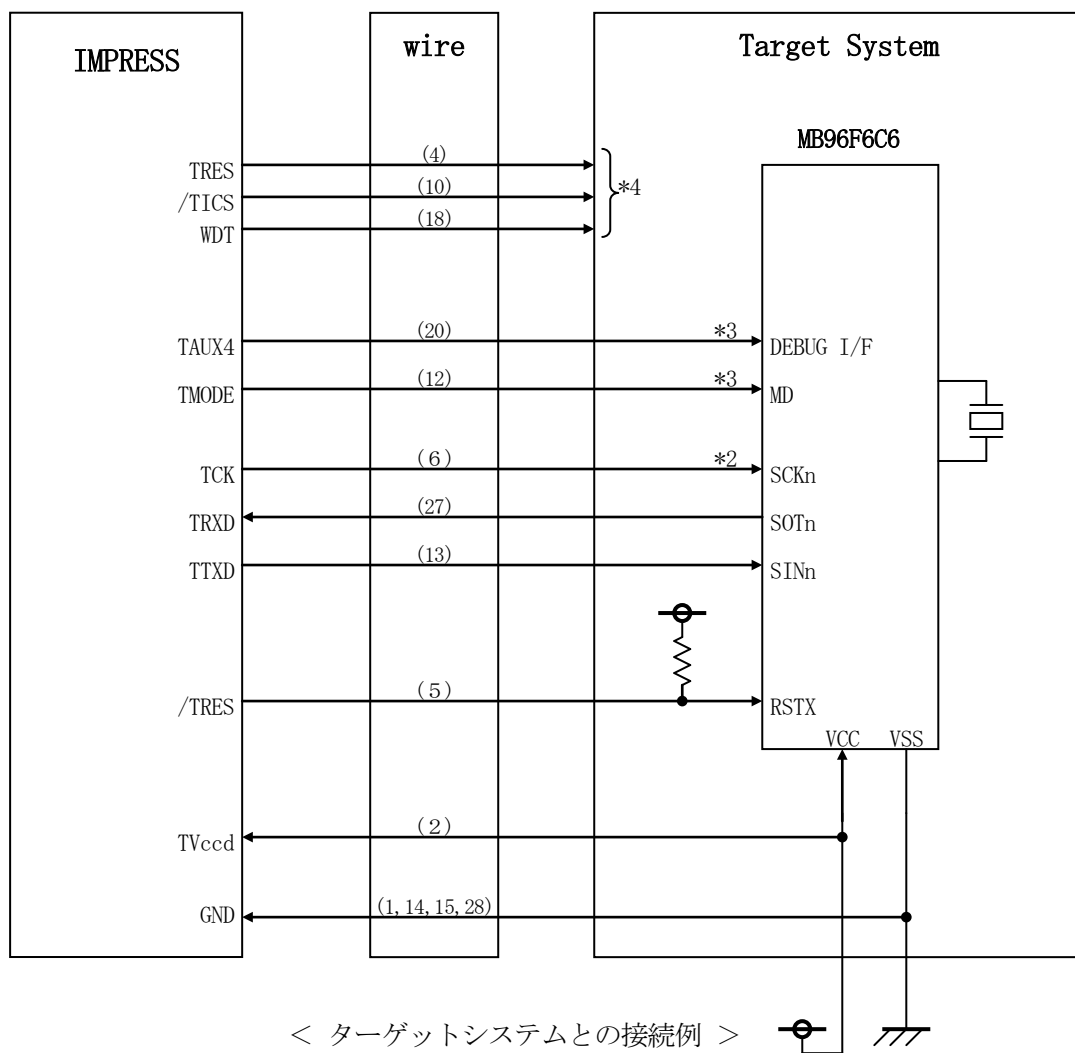 IMPRESS wire Target System
MB96F6C6
TRES (4)
/TICS (10) *4
WDT (18)
TAUX4 (20) *3 DEBUG I/F
TMODE (12) *3 MD
TCK (6) *2 SCKn
TRXD (27) SOTn
TTXD (13) SINn
/TRES (5) RSTX
VCC VSS
TVccd (2)
GND (1,14,15,28)
< ターゲットシステムとの接続例 >